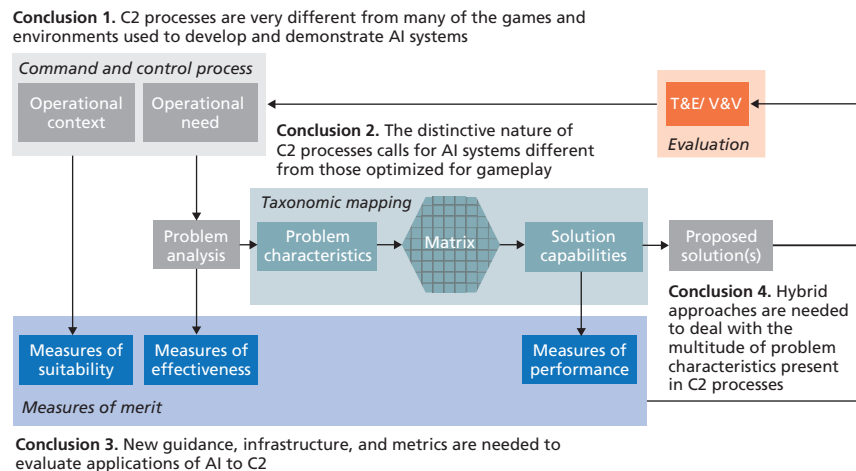 Conclusion 1. C2 processes are very different from many of the games and
environments used to develop and demonstrate AI systems
Command and control process
Operational
context
Operational
need
T&E/ V&V
Evaluation
Conclusion 2. The distinctive nature of
C2 processes calls for AI systems different
from those optimized for gameplay
Taxonomic mapping
Problem
analysis
Problem
characteristics
Matrix
Solution
capabilities
Proposed
solution(s)
Conclusion 4. Hybrid
approaches are needed
to deal with the
multitude of problem
characteristics present
in C2 processes
Measures of
suitability
Measures of
effectiveness
Measures of
performance
Measures of merit
Conclusion 3. New guidance, infrastructure, and metrics are needed to
evaluate applications of AI to C2